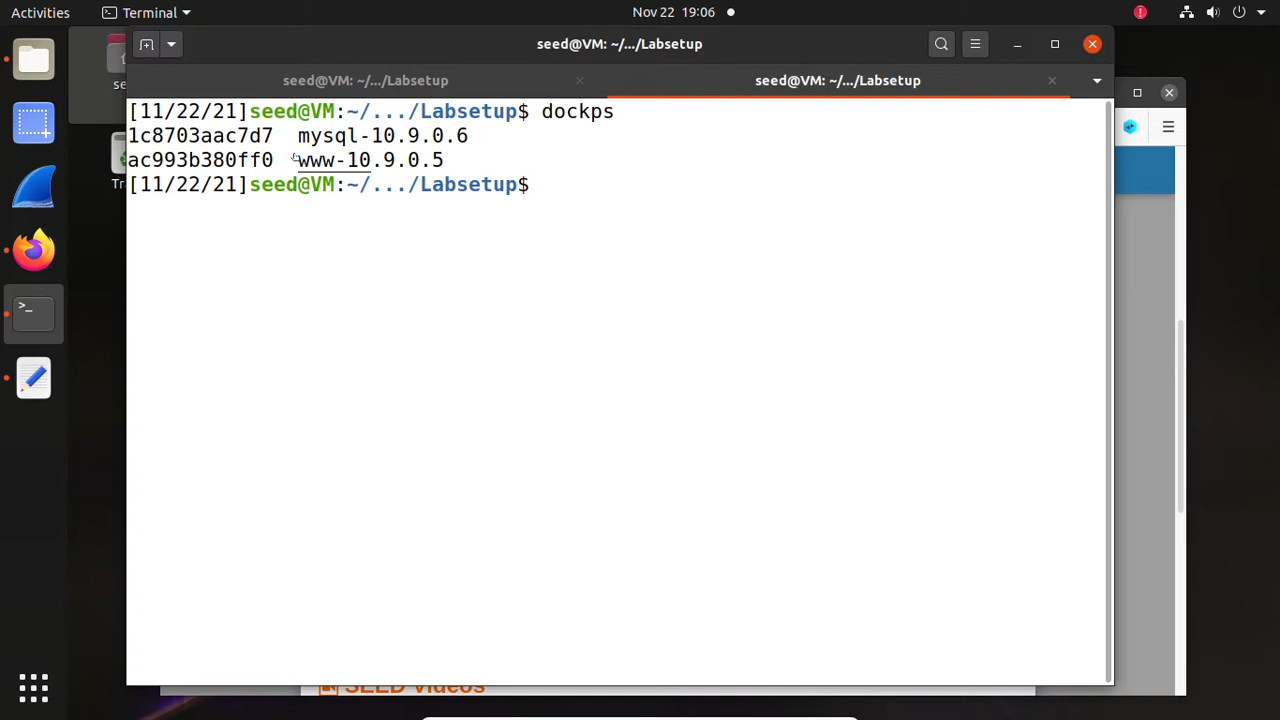 Activities Terminal Nov 22 19:06
seed@VM: ~/.../Labsetup
seed@VM: ~/.../Labsetup seed@VM: ~/.../Labsetup
[11/22/21]seed@VM:~/.../Labsetup$ dockps
1c8703aac7d7 mysql-10.9.0.6
ac993b380ff0 www-10.9.0.5
[11/22/21]seed@VM:~/.../Labsetup$
SEED Videos